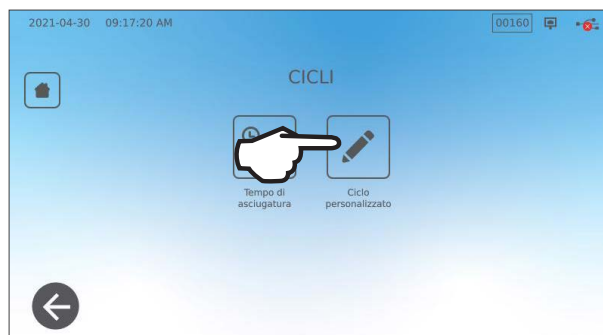 2021-04-30 09:17:20 AM 00160
CICLI
Tempo di
asciugatura
Ciclo
personalizzato